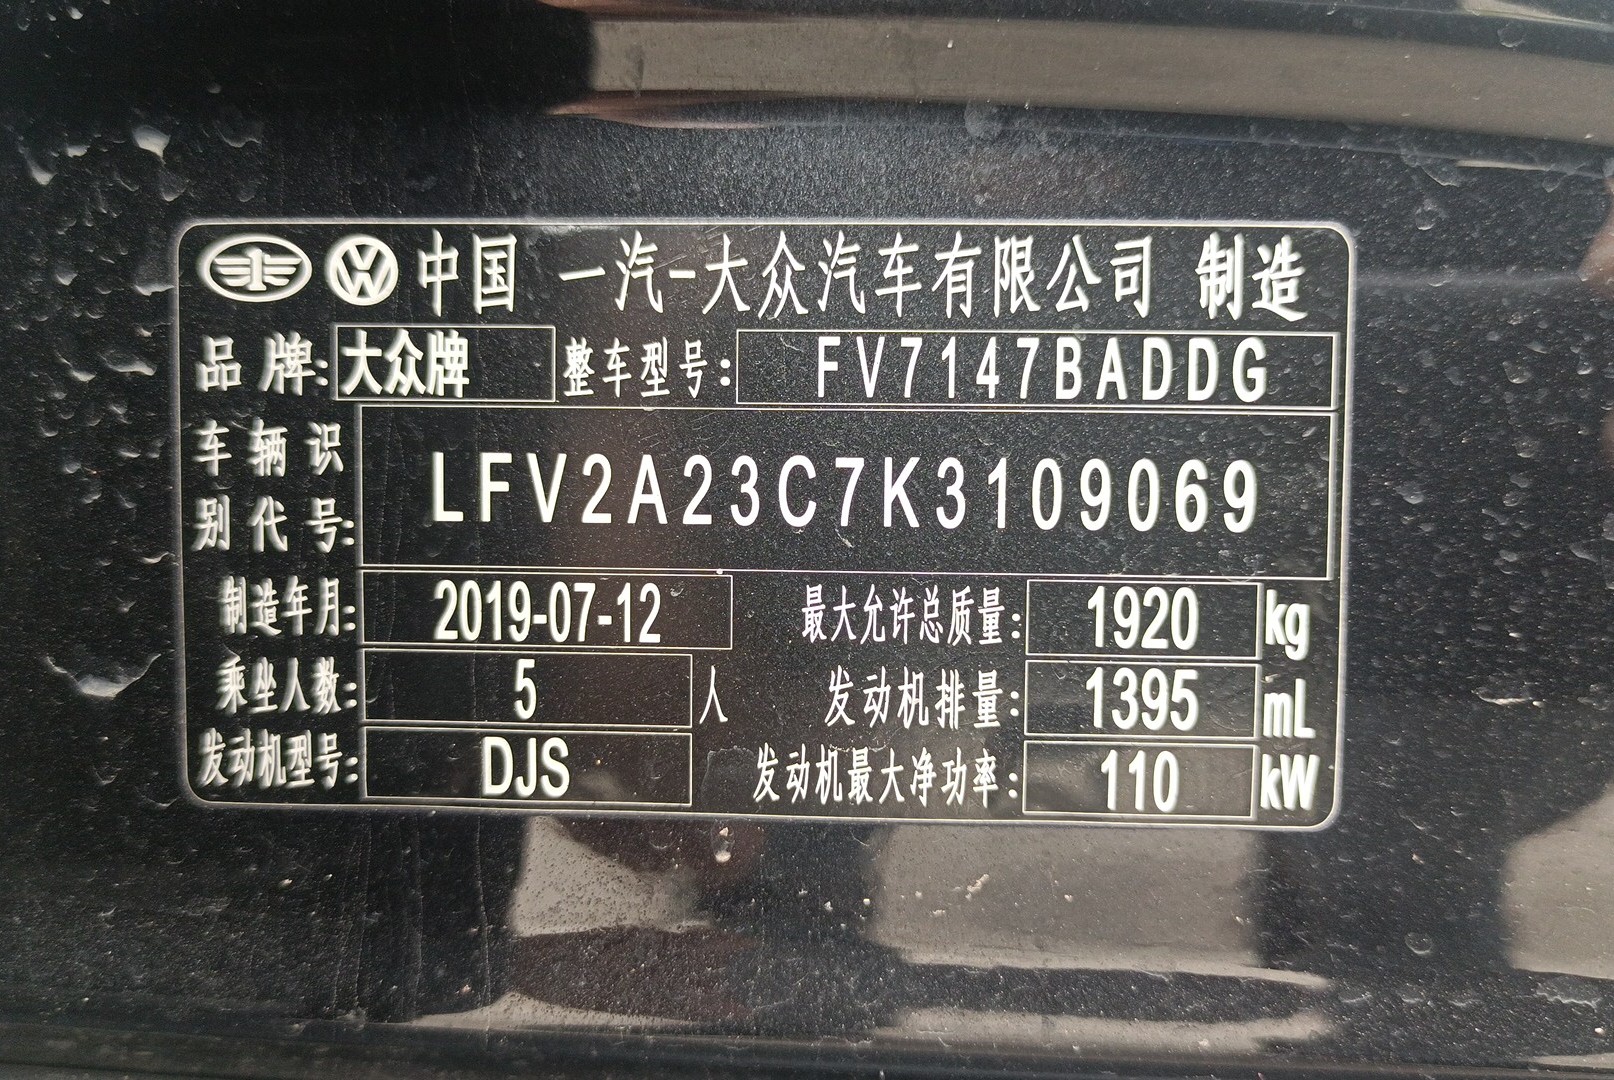 中国 一汽-大众汽车有限公司 制造
品牌: 大众牌 整车型号: FV7147BADDG
车辆识
别代号: LFV2A23C7K3109069
制造年月: 2019-07-12 最大允许总质量: 1920 kg
乘坐人数: 5 人 发动机排量: 1395 mL
发动机型号: DJS 发动机最大净功率: 110 kW